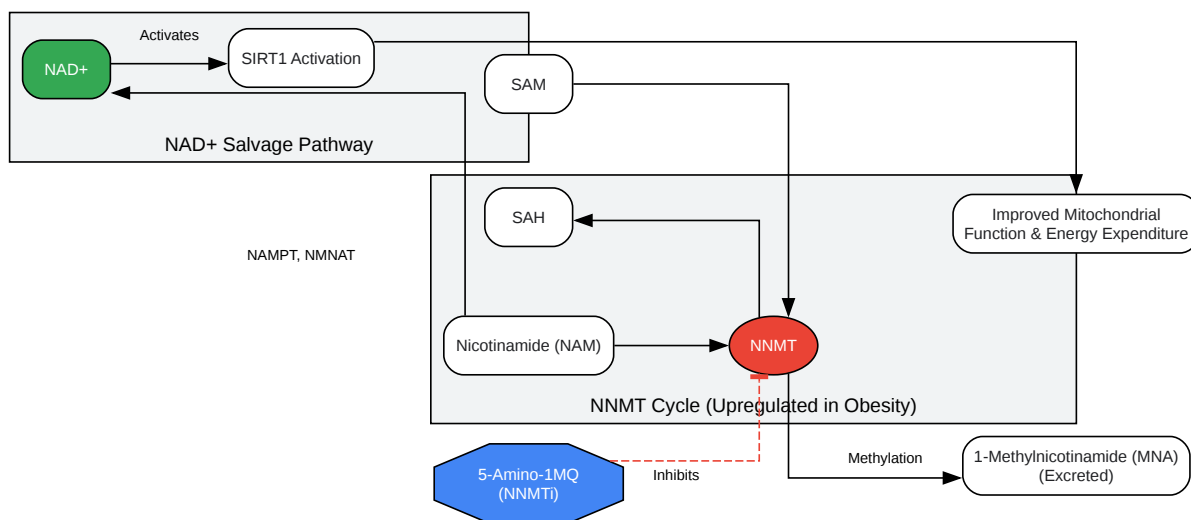 Activates
NAD+
SIRT1 Activation
SAM
NAD+ Salvage Pathway
SAH
Improved Mitochondrial
Function & Energy Expenditure
NAMPT, NMNAT
Nicotinamide (NAM)
NNMT
NNMT Cycle (Upregulated in Obesity)
5-Amino-1MQ
(NNMTi)
Inhibits
Methylation
1-Methylnicotinamide (MNA)
(Excreted)